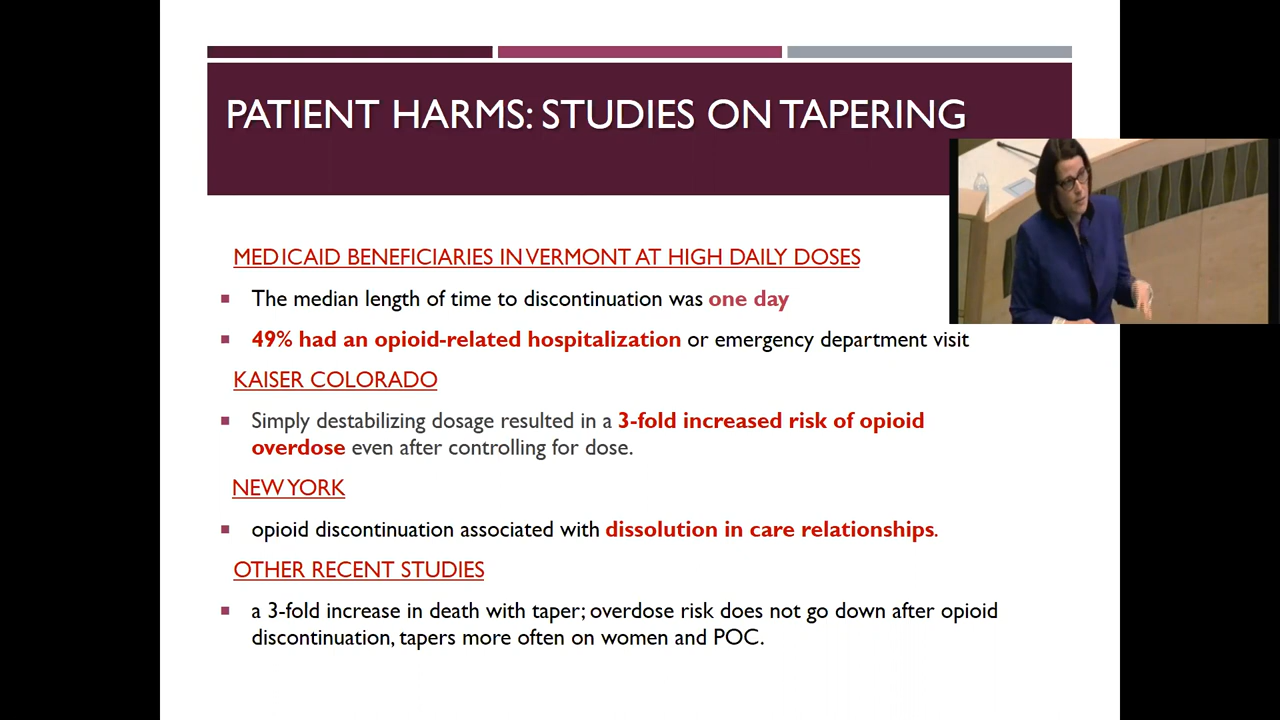 PATIENT HARMS: STUDIES ON TAPERING
MEDICAID BENEFICIARIES IN VERMONT AT HIGH DAILY DOSES
The median length of time to discontinuation was one day
49% had an opioid-related hospitalization or emergency department visit
KAISER COLORADO
Simply destabilizing dosage resulted in a 3-fold increased risk of opioid
overdose even after controlling for dose.
NEW YORK
opioid discontinuation associated with dissolution in care relationships.
OTHER RECENT STUDIES
a 3-fold increase in death with taper; overdose risk does not go down after opioid
discontinuation, tapers more often on women and POC.